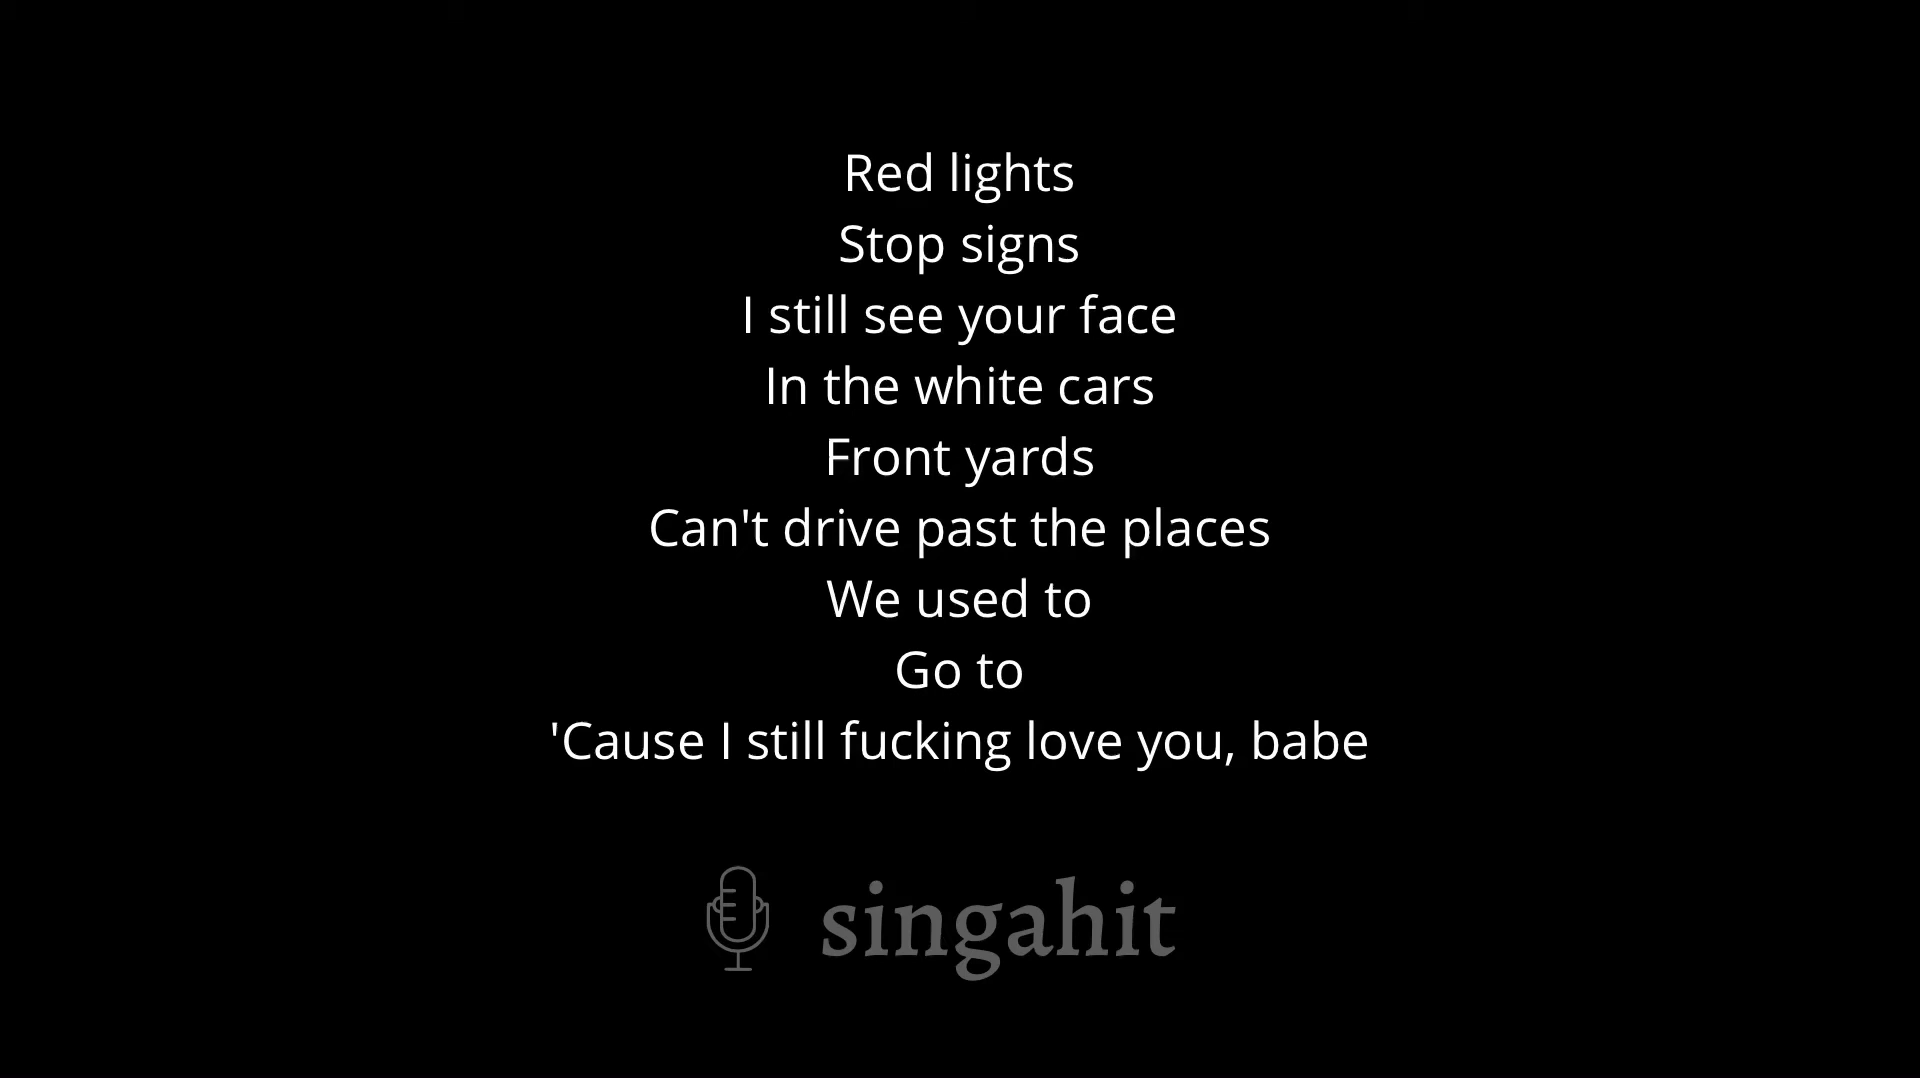 Red lights
Stop signs
I still see your face
In the white cars
Front yards
Can't drive past the places
We used to
Go to
'Cause I still fucking love you, babe
singahit